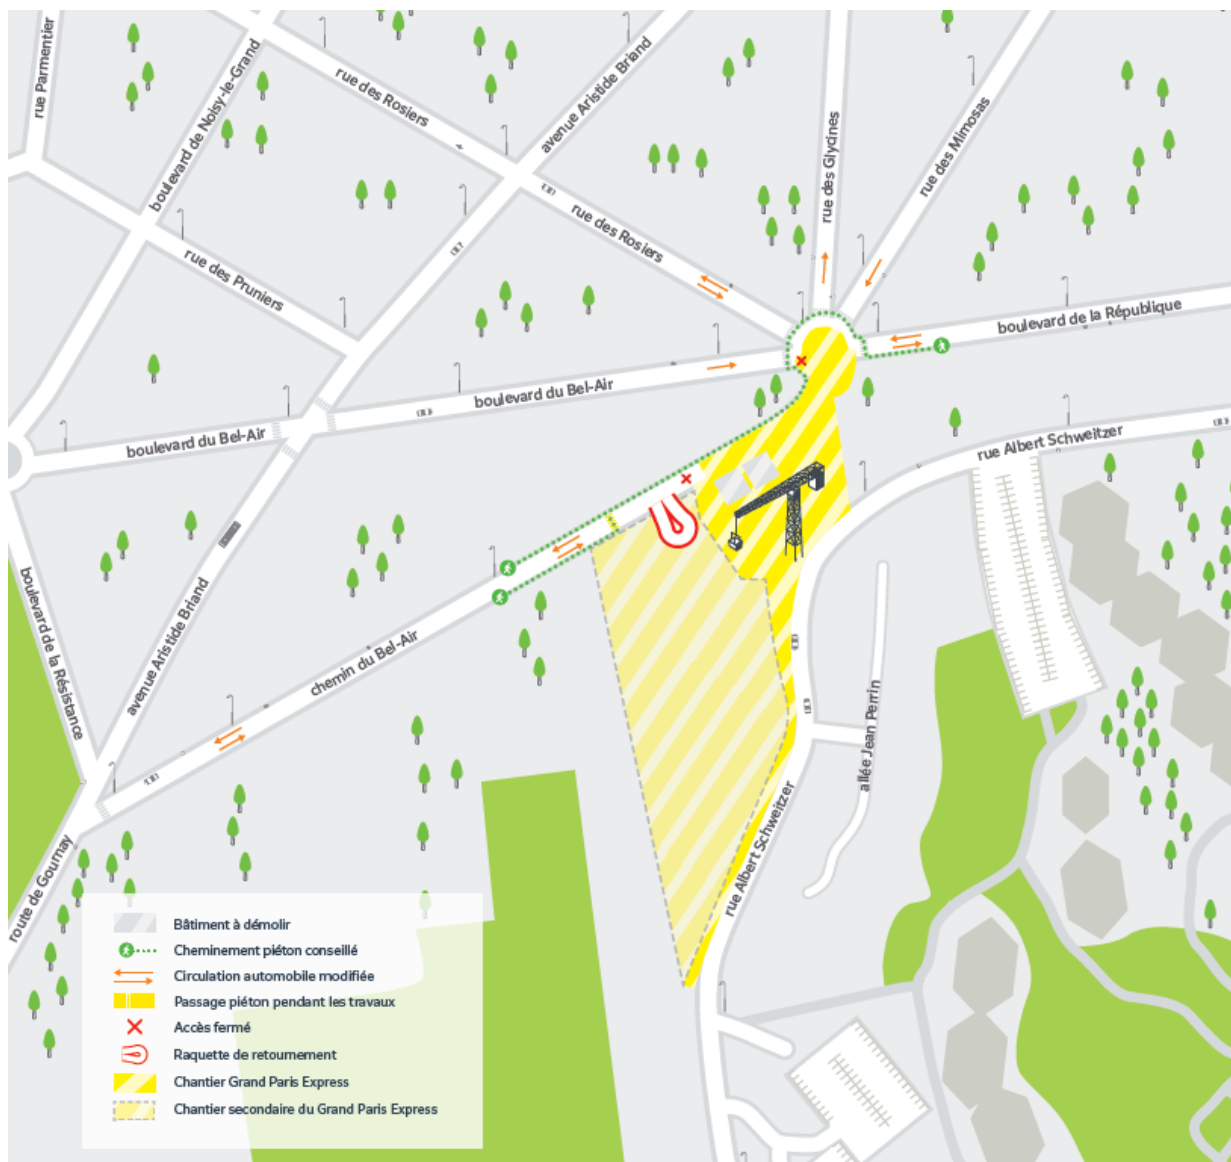 rue Parmentier
boulevard de Noisy-le-Grand
rue des Rosiers
avenue Aristide Briand
rue des Glycines
rue des Mimosas
rue des Rosiers
rue des Pruniers
boulevard de la République
boulevard du Bel-Air
boulevard du Bel-Air
rue Albert Schweitzer
boulevard de la Résistance
avenue Aristide Briand
chemin du Bel-Air
allée Jean Perrin
rue Albert Schweitzer
route de Gournay
Bâtiment à démolir
Cheminement piéton conseillé
Circulation automobile modifiée
Passage piéton pendant les travaux
Accès fermé
Raquette de retournement
Chantier Grand Paris Express
Chantier secondaire du Grand Paris Express